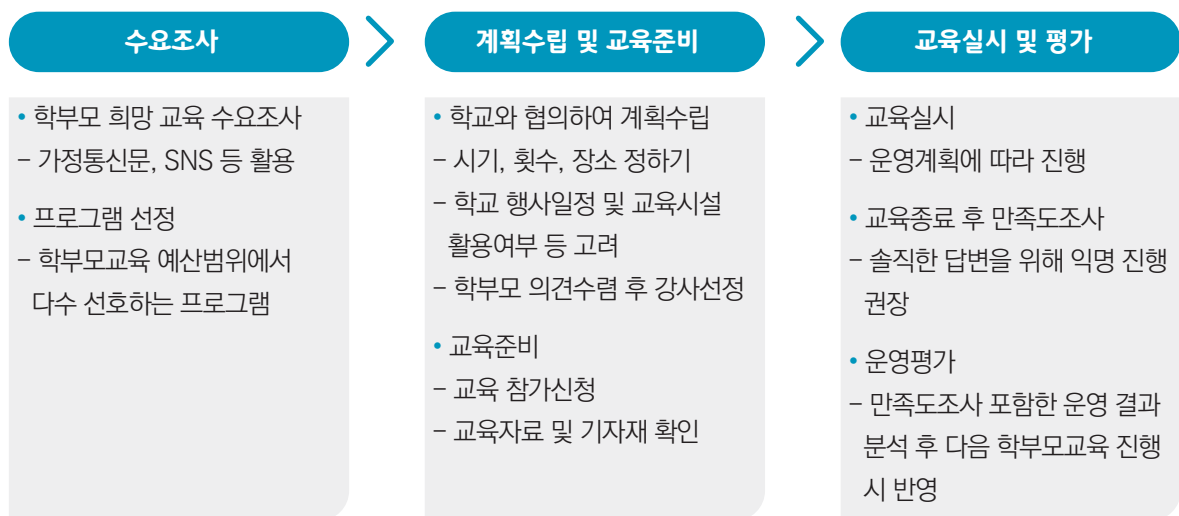 수요조사
• 학부모 희망 교육 수요조사
– 가정통신문, SNS 등 활용
• 프로그램 선정
– 학부모교육 예산범위에서
다수 선호하는 프로그램
계획수립 및 교육준비
• 학교와 협의하여 계획수립
– 시기, 횟수, 장소 정하기
– 학교 행사일정 및 교육시설
활용여부 등 고려
– 학부모 의견수렴 후 강사선정
• 교육준비
– 교육 참가신청
– 교육자료 및 기자재 확인
교육실시 및 평가
• 교육실시
– 운영계획에 따라 진행
• 교육종료 후 만족도조사
– 솔직한 답변을 위해 익명 진행
권장
• 운영평가
– 만족도조사 포함한 운영 결과
분석 후 다음 학부모교육 진행
시 반영